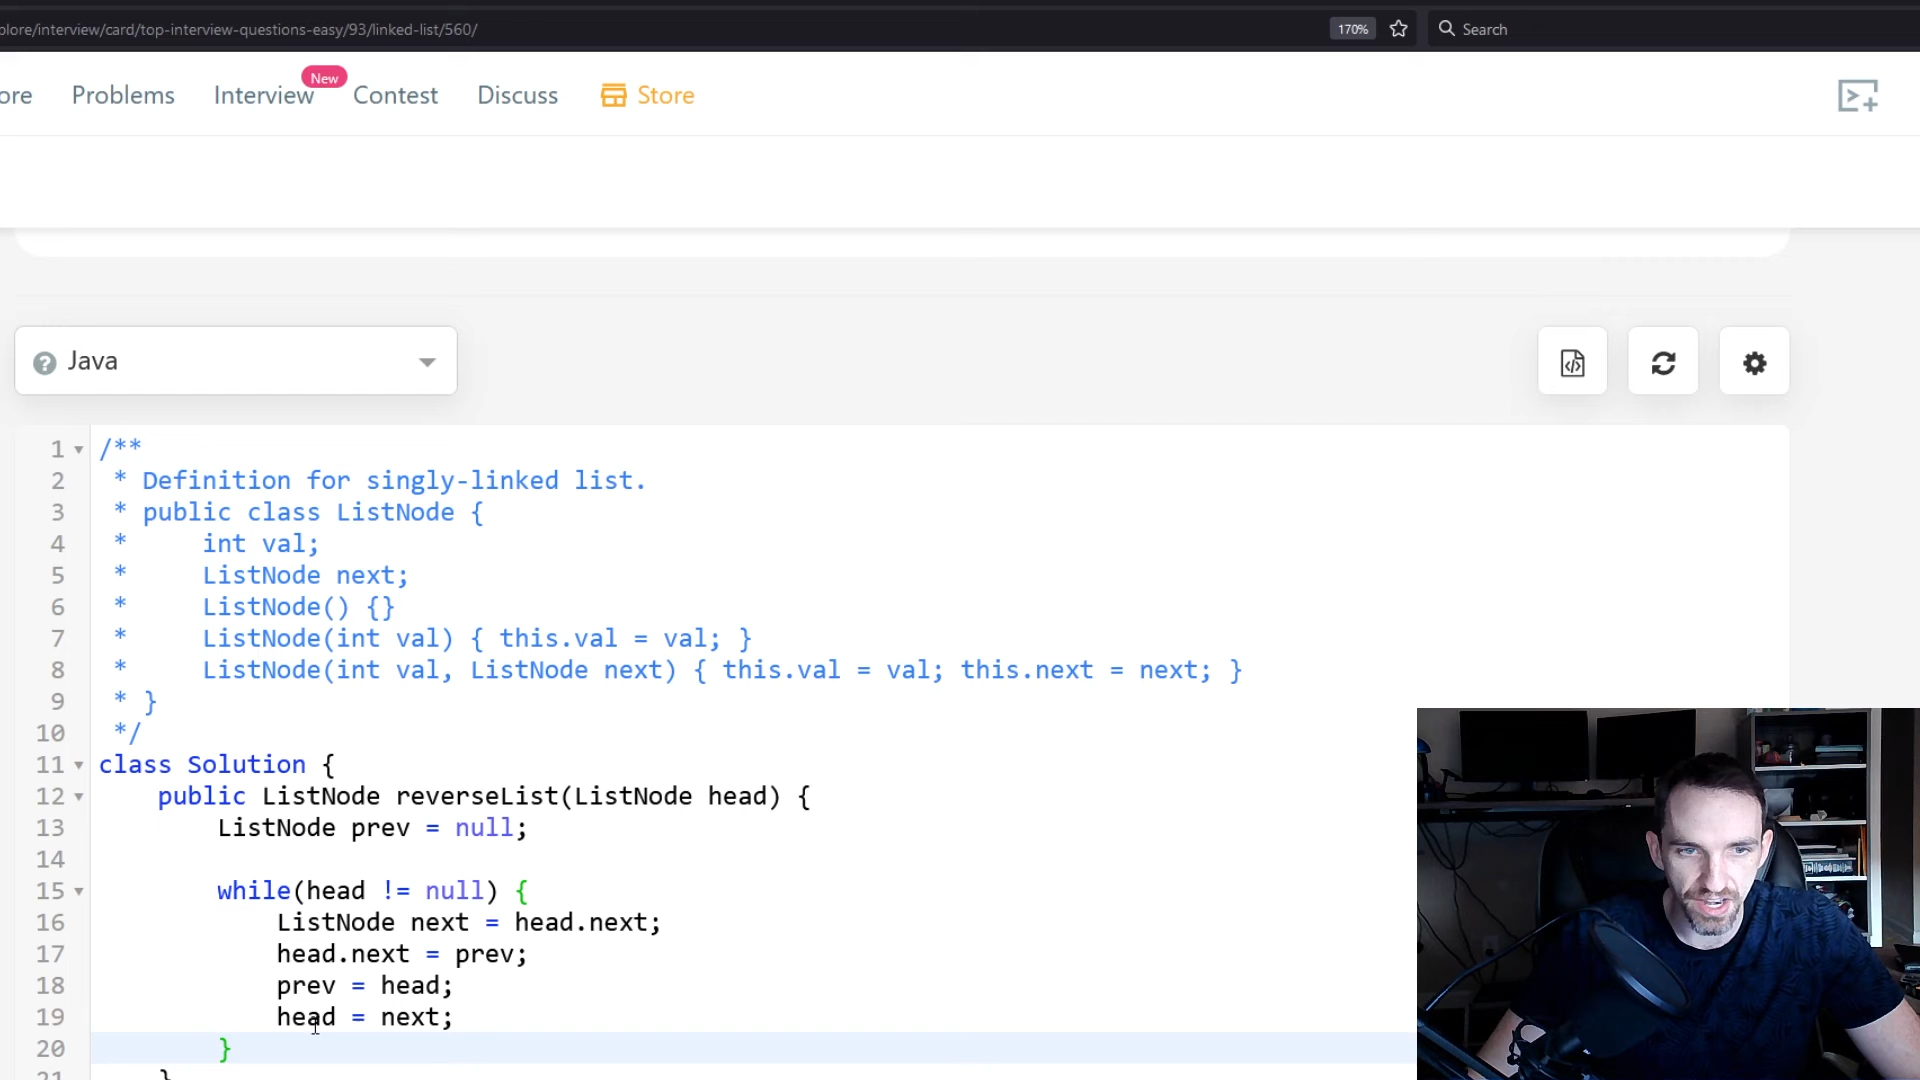 plore/interview/card/top-interview-questions-easy/93/linked-list/560/
170%
Search
ore
Problems
Interview
New
Contest
Discuss
Store
Java
1 /**
2  * Definition for singly-linked list.
3  * public class ListNode {
4  *     int val;
5  *     ListNode next;
6  *     ListNode() {}
7  *     ListNode(int val) { this.val = val; }
8  *     ListNode(int val, ListNode next) { this.val = val; this.next = next; }
9  * }
10  */
11 class Solution {
12     public ListNode reverseList(ListNode head) {
13         ListNode prev = null;
14
15         while(head != null) {
16             ListNode next = head.next;
17             head.next = prev;
18             prev = head;
19             head = next;
20         }
21     }